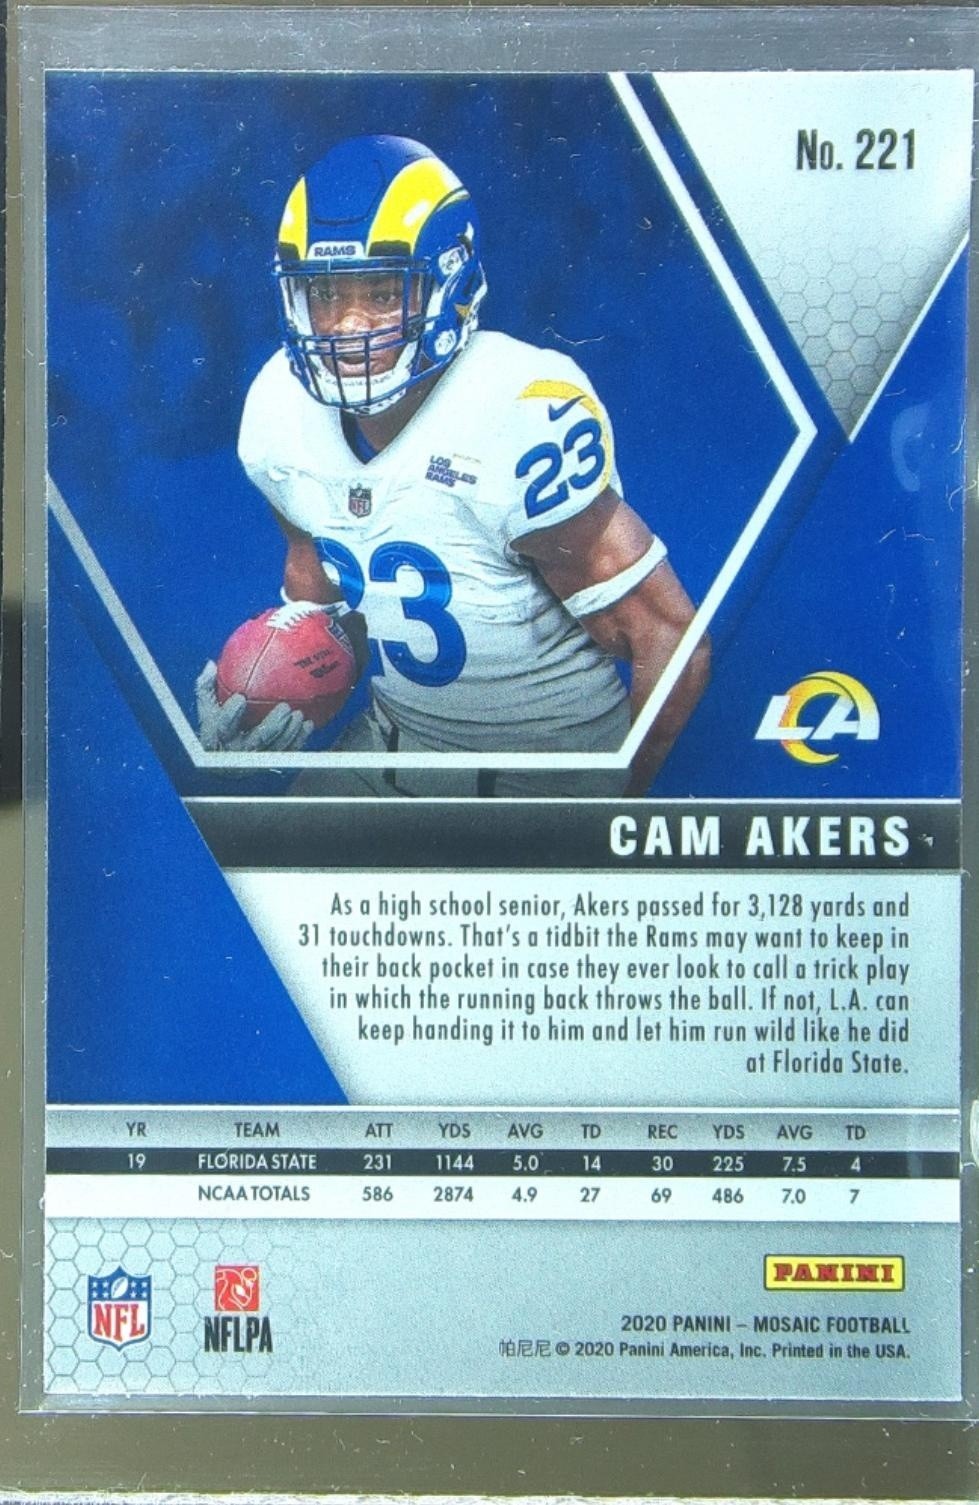 No. 221
RAMS
23
LOS
ANGELES
RAMS
NFL
23
LA
CAM AKERS
As a high school senior, Akers passed for 3,128 yards and
31 touchdowns. That's a tidbit the Rams may want to keep in
their back pocket in case they ever look to call a trick play
in which the running back throws the ball. If not, L.A. can
keep handing it to him and let him run wild like he did
at Florida State.
YR TEAM ATT YDS AVG TD REC YDS AVG TD
19 FLORIDA STATE 231 1144 5.0 14 30 225 7.5 4
NCAA TOTALS 586 2874 4.9 27 69 486 7.0 7
NFL
NFLPA
PANINI
2020 PANINI – MOSAIC FOOTBALL
帕尼尼 © 2020 Panini America, Inc. Printed in the USA.